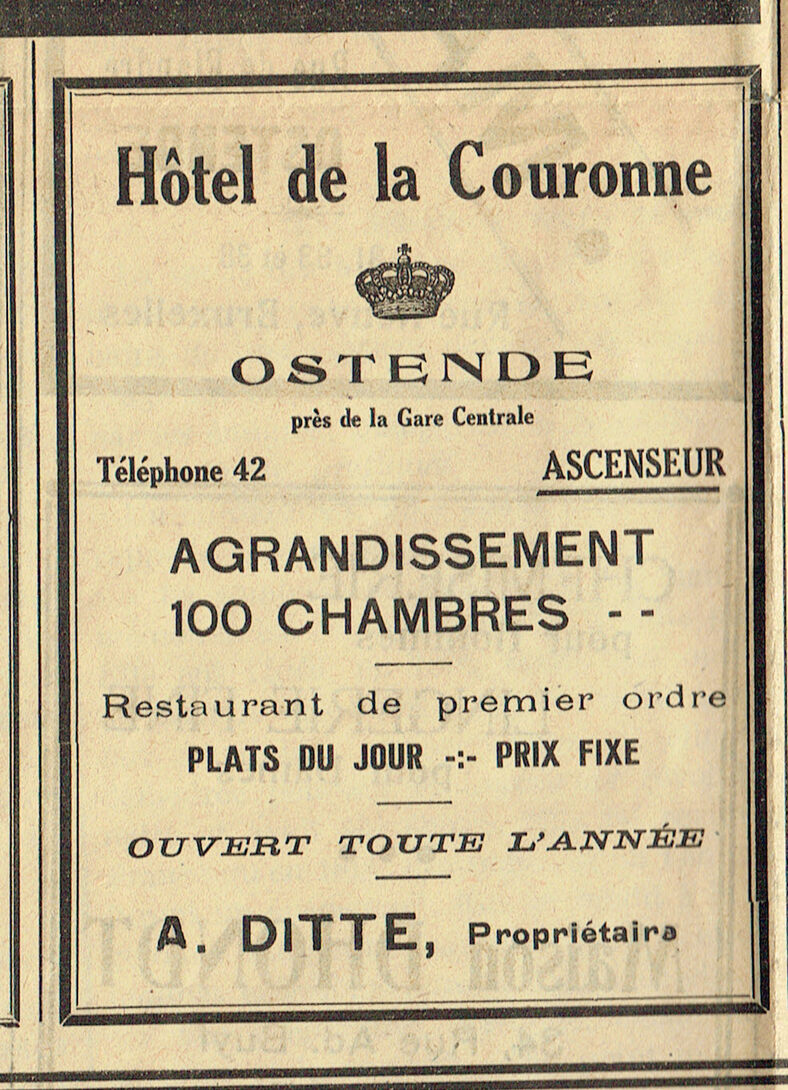 Hôtel de la Couronne
OSTENDE
près de la Gare Centrale
Téléphone 42 ASCENSEUR
AGRANDISSEMENT
100 CHAMBRES - -
Restaurant de premier ordre
PLATS DU JOUR -:- PRIX FIXE
OUVERT TOUTE L'ANNÉE
A. DITTE, Propriétaire